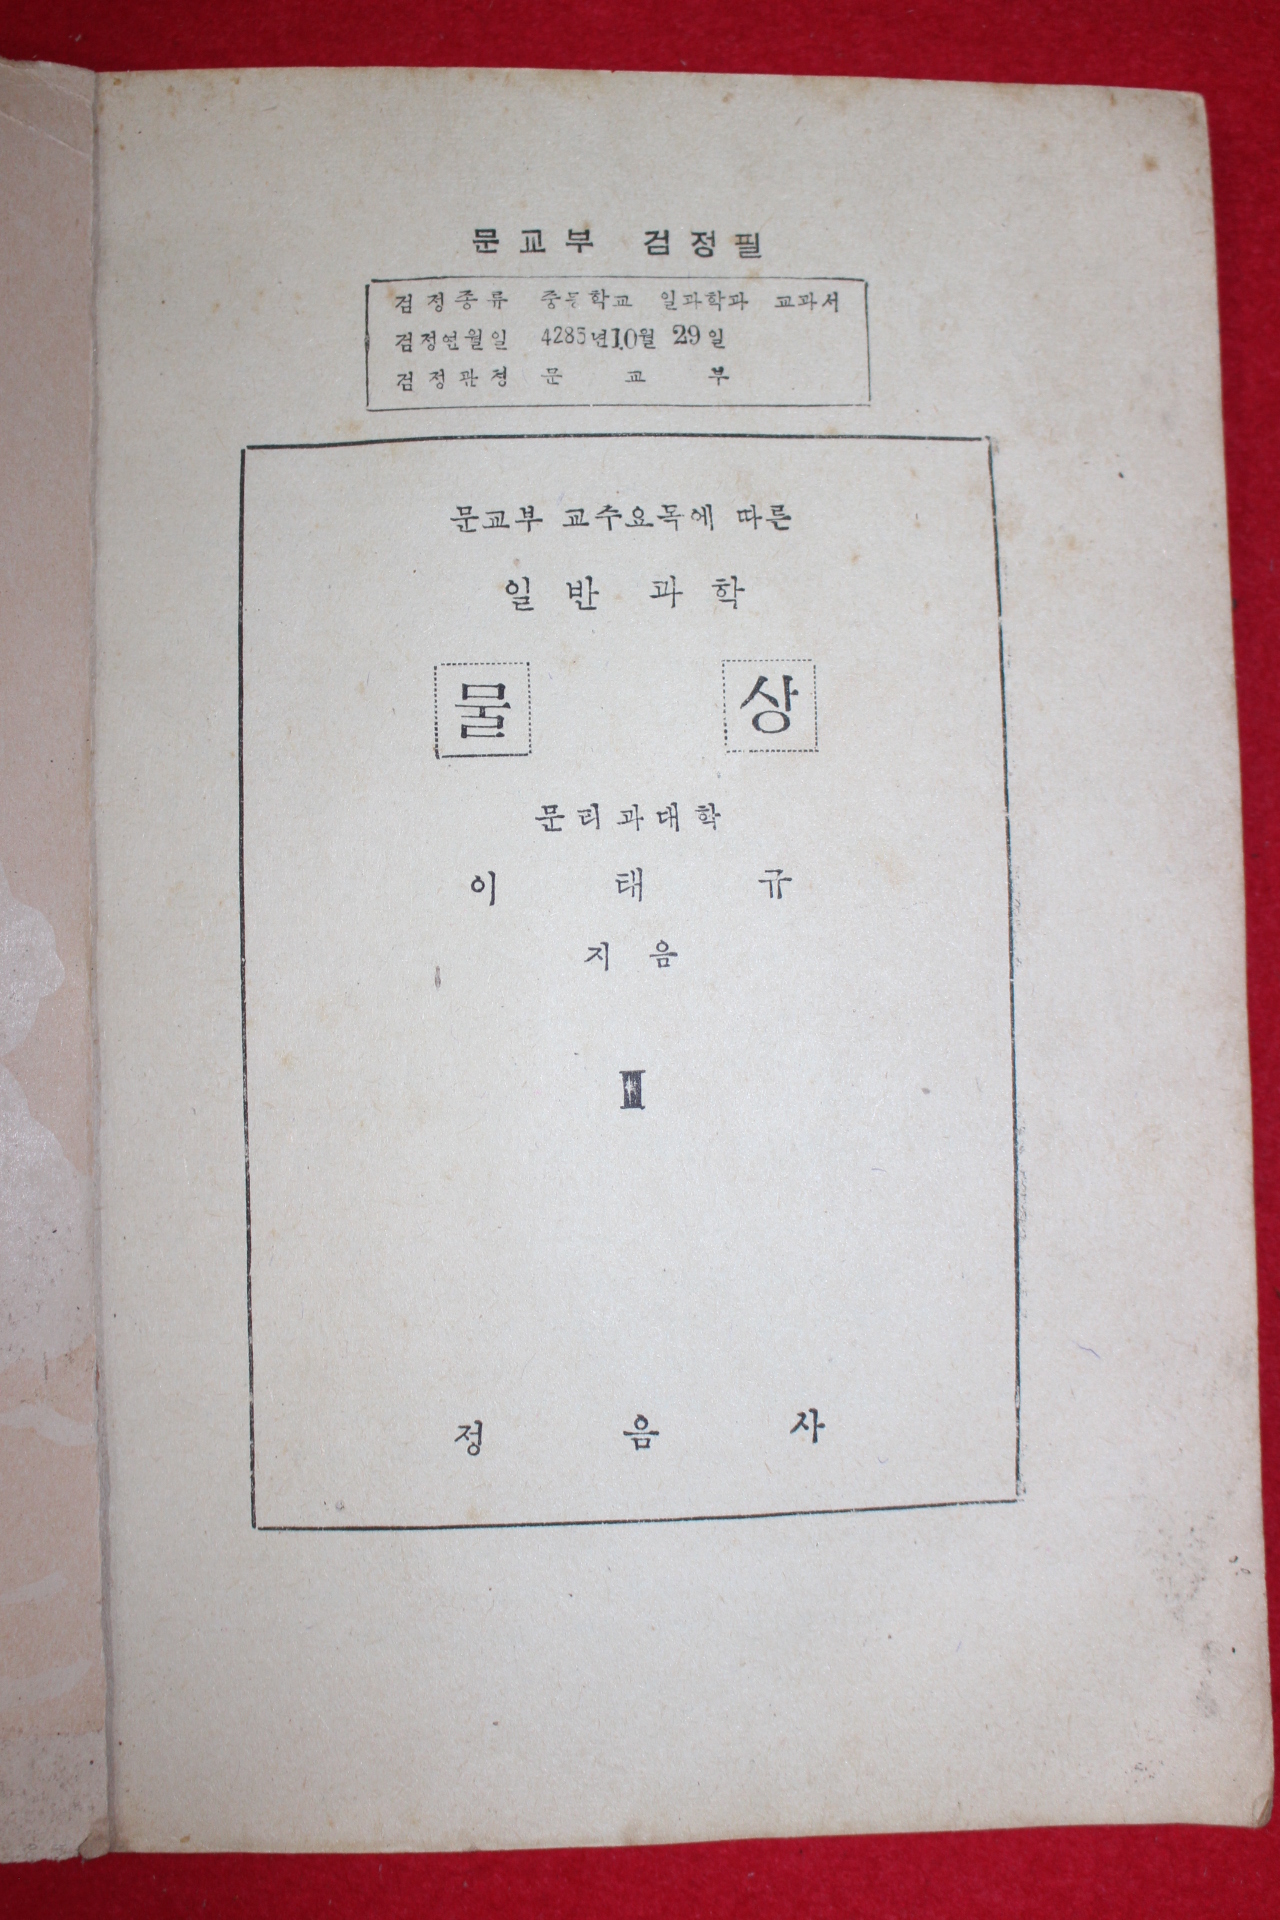 문교부 검정필
검정종류 중등학교 일과학과 교과서
검정연월일 4285년10월 29일
검정관청 문교부
문교부 교수요목에 따른
일반 과학
물상
문리과대학
이태규
지음
정음사